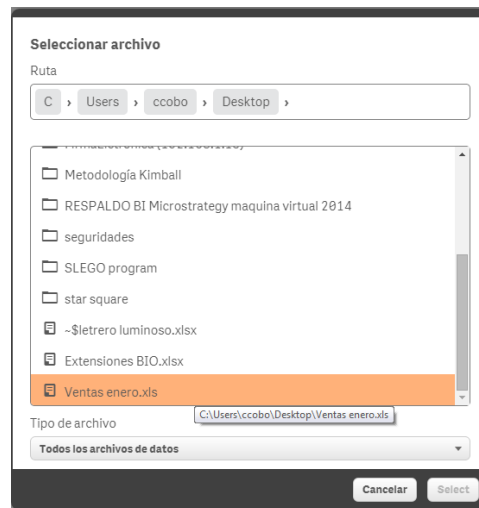 Seleccionar archivo
Ruta
C › Users › ccobo › Desktop ›
Metodología Kimball
RESPALDO BI Microstrategy maquina virtual 2014
seguridades
SLEGO program
star square
~$letrero luminoso.xlsx
Extensiones BIO.xlsx
Ventas enero.xls
C:\Users\ccobo\Desktop\Ventas enero.xls
Tipo de archivo
Todos los archivos de datos
Cancelar Select